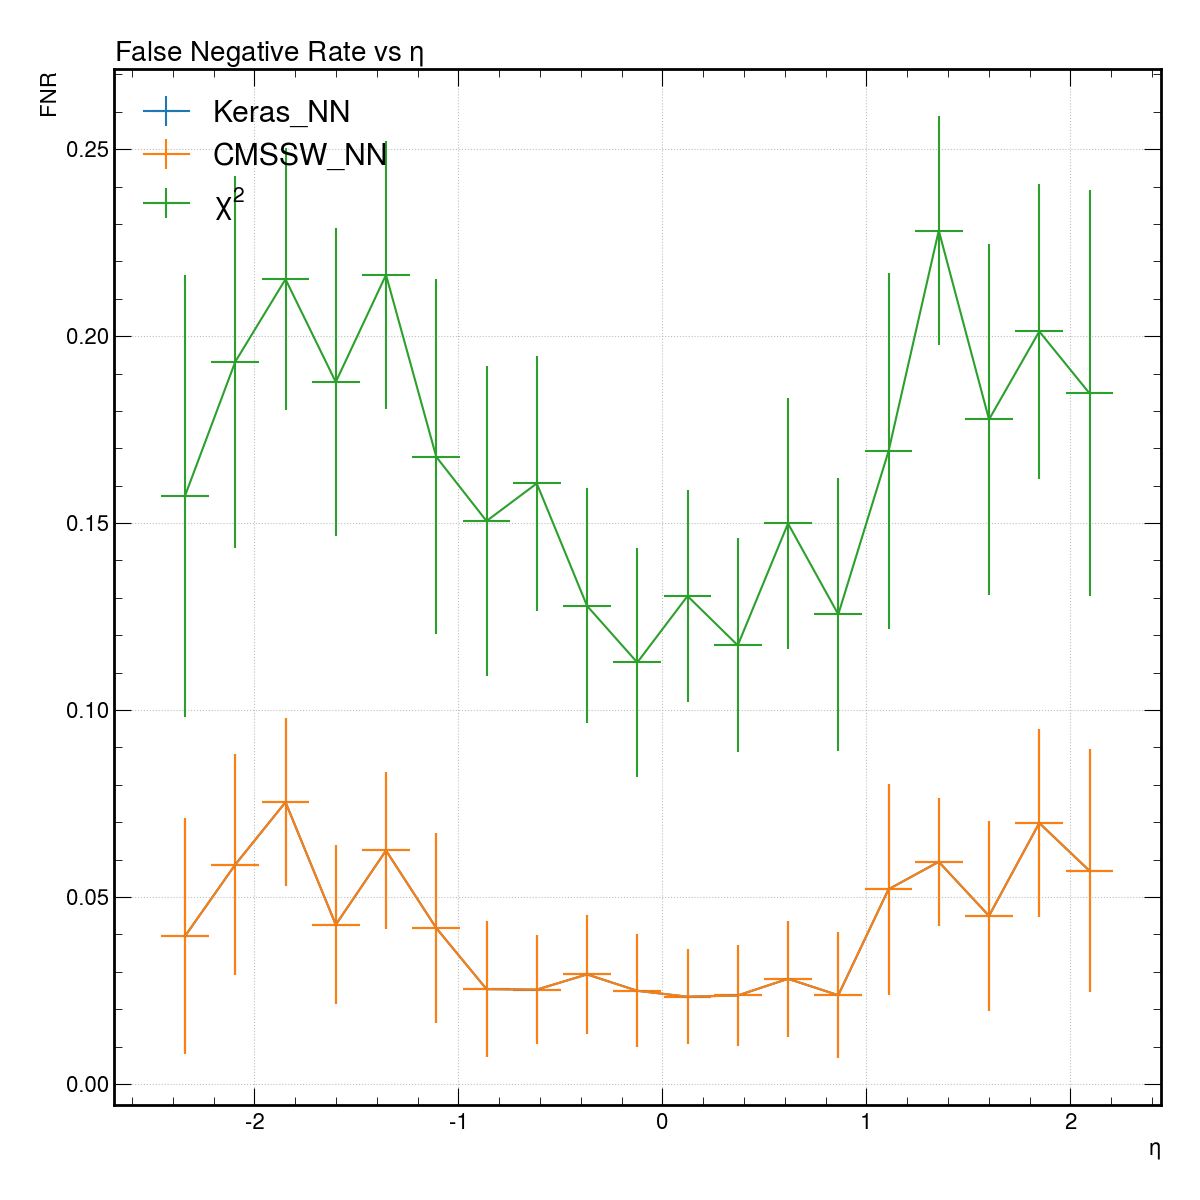 False Negative Rate vs η
FNR
Keras_NN
CMSSW_NN
χ²
0.25
0.20
0.15
0.10
0.05
0.00
-2 -1 0 1 2
η